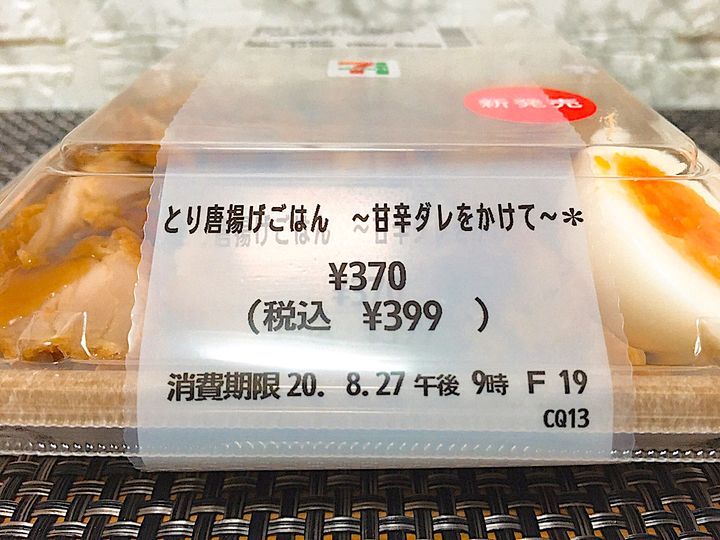 7
新発売
とり唐揚げごはん ～甘辛ダレをかけて～＊
¥370
(税込 ¥399 )
消費期限 20. 8.27 午後 9時 F 19
CQ13